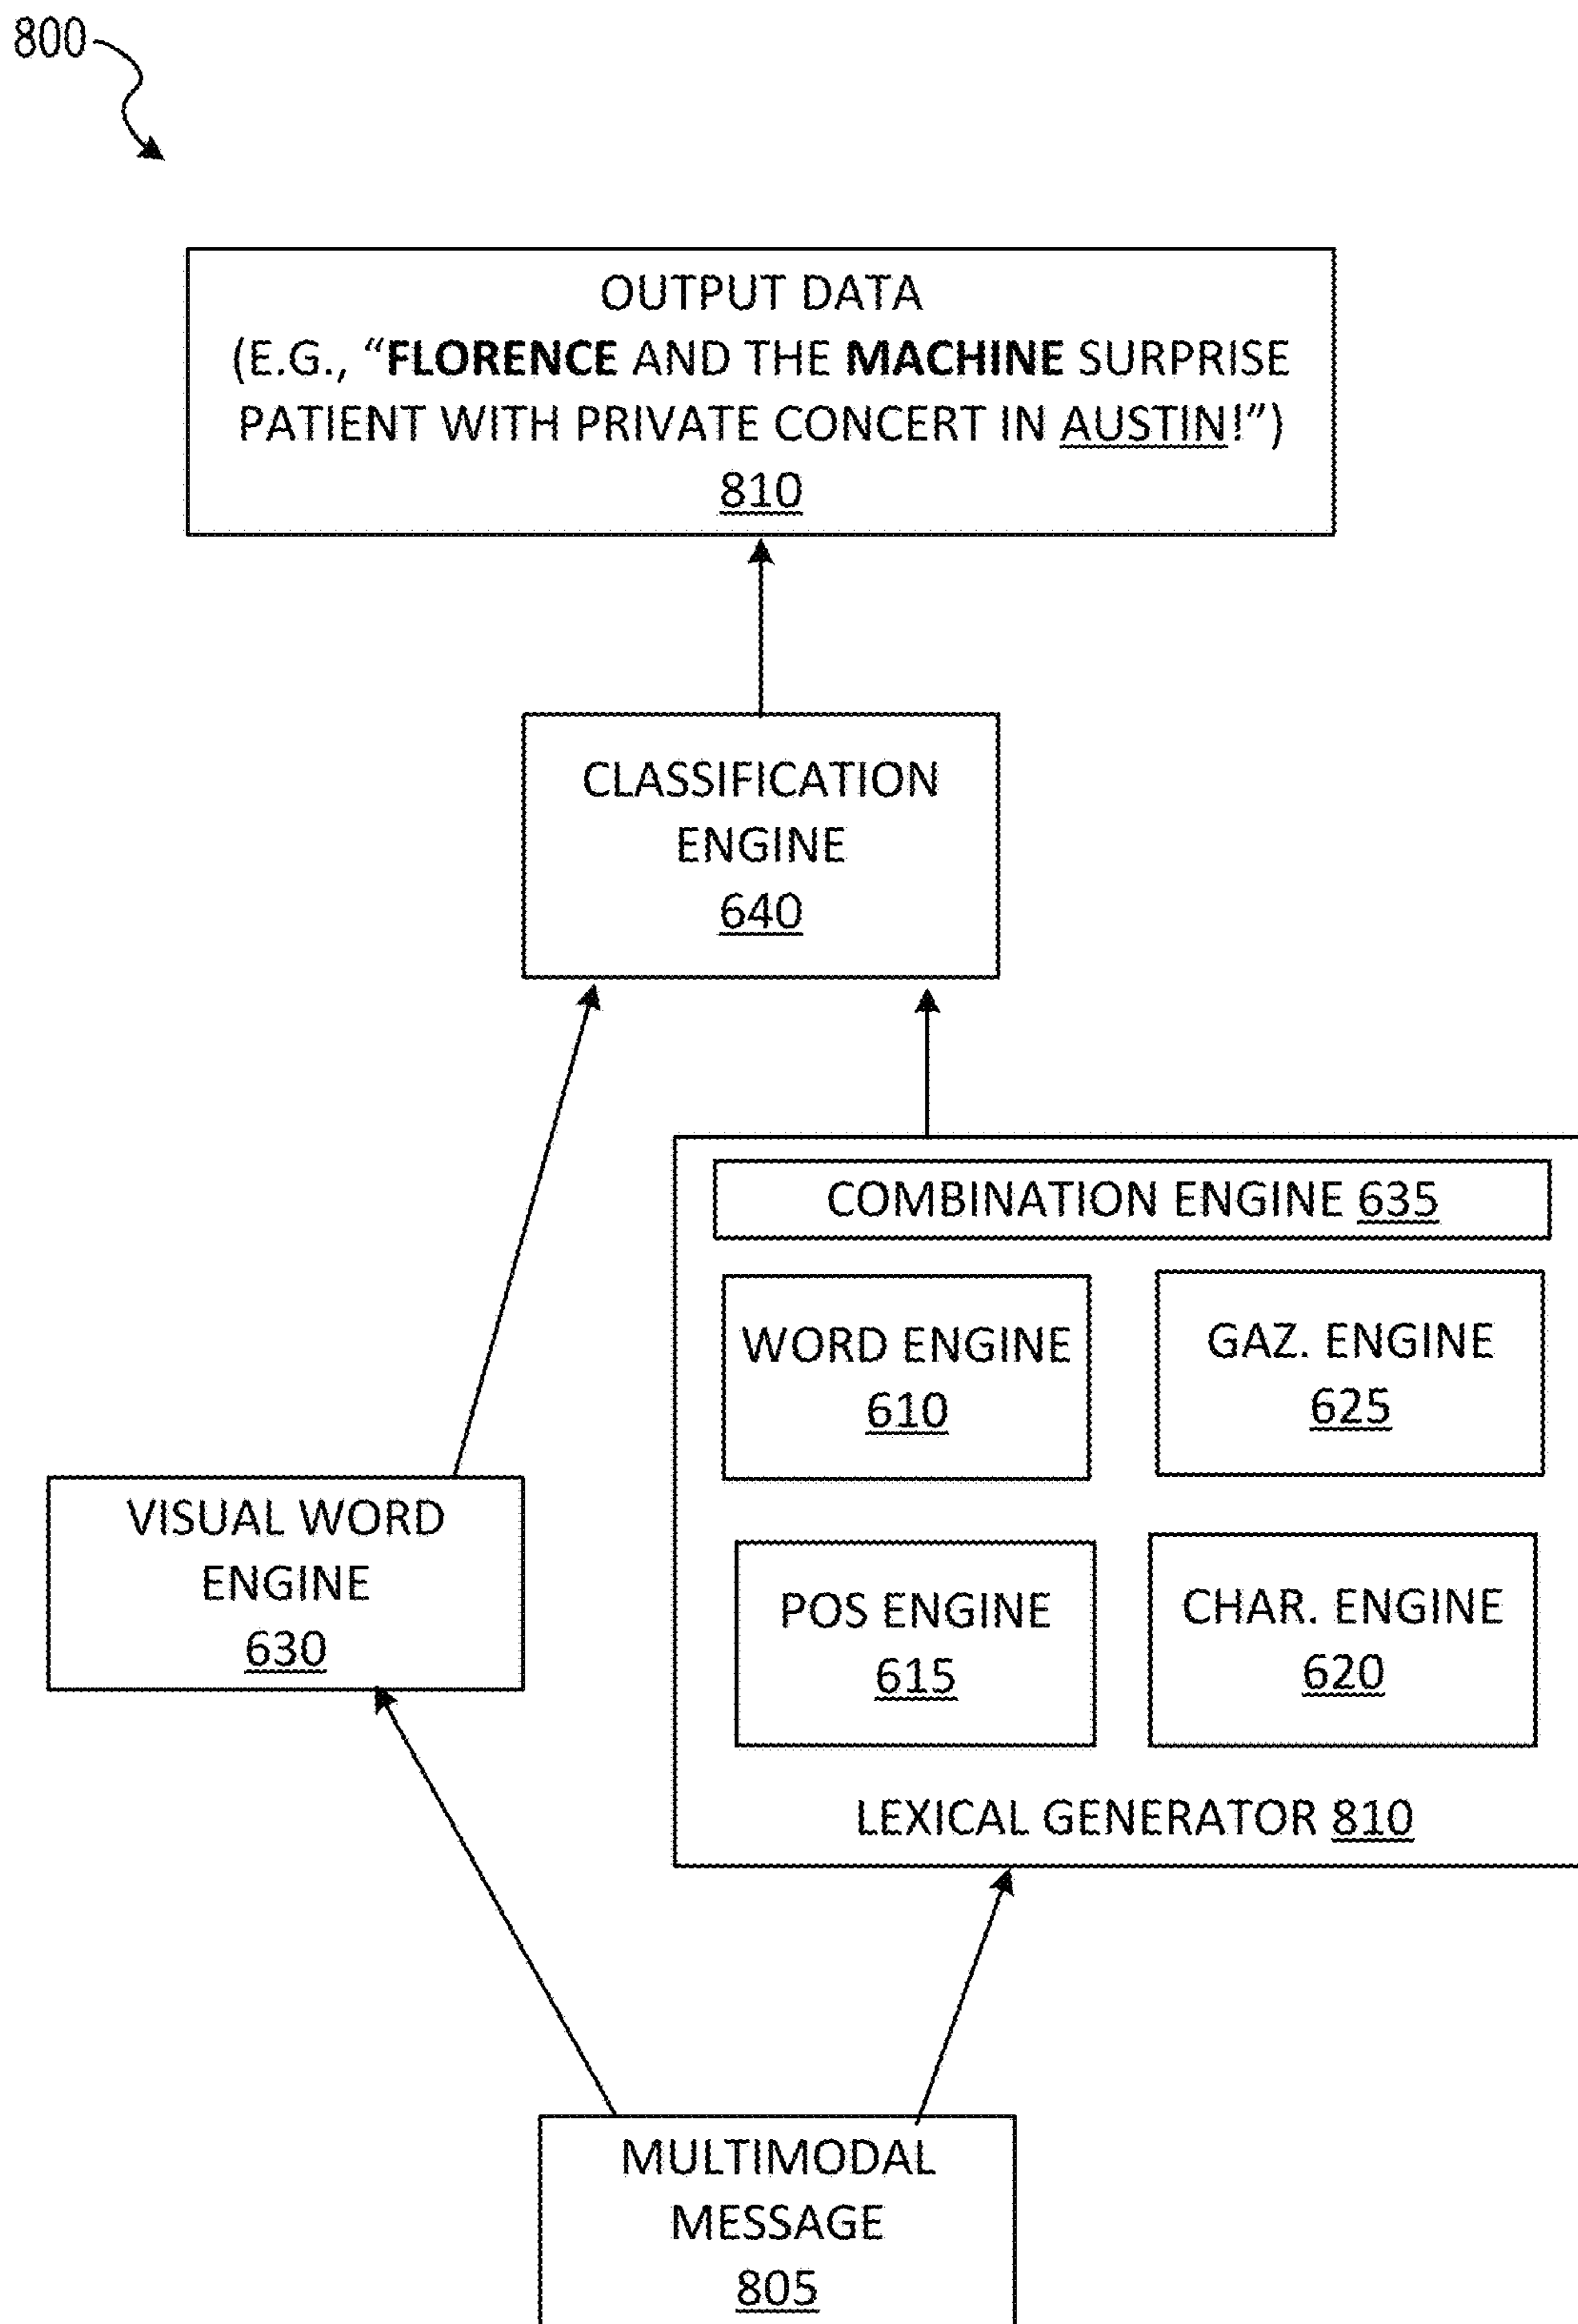 800
OUTPUT DATA
(E.G., “FLORENCE AND THE MACHINE SURPRISE
PATIENT WITH PRIVATE CONCERT IN AUSTIN!”)
810
CLASSIFICATION
ENGINE
640
COMBINATION ENGINE 635
WORD ENGINE
610
GAZ. ENGINE
625
VISUAL WORD
ENGINE
630
POS ENGINE
615
CHAR. ENGINE
620
LEXICAL GENERATOR 810
MULTIMODAL
MESSAGE
805